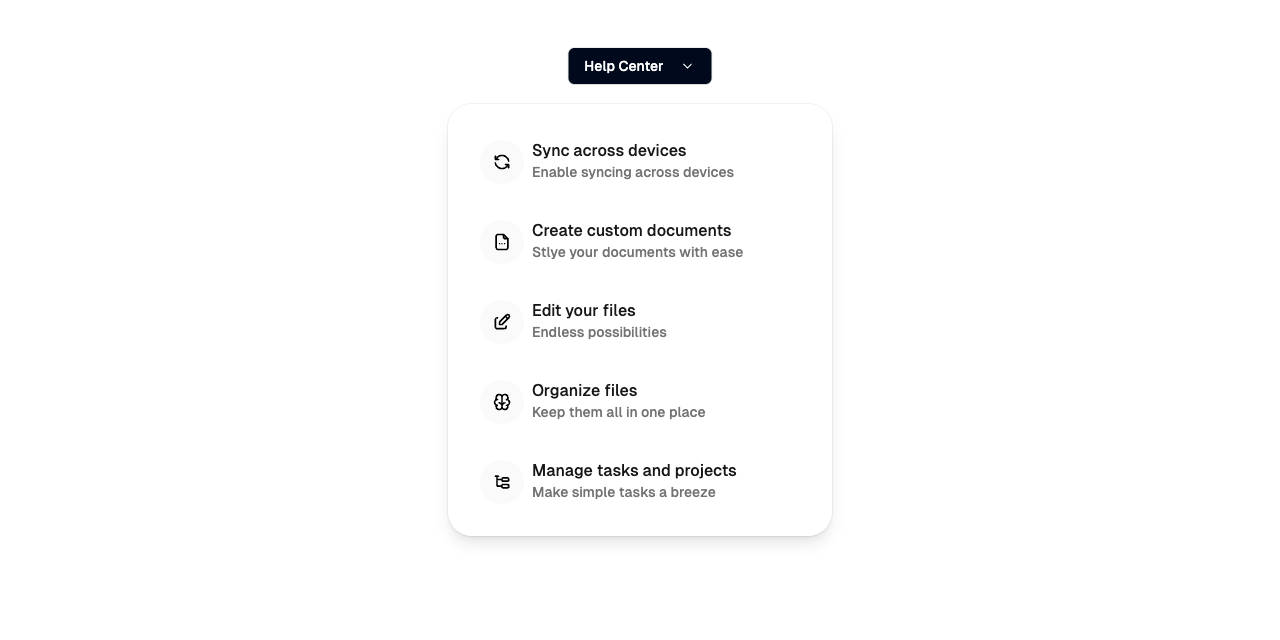 Help Center
Sync across devices
Enable syncing across devices
Create custom documents
Stlye your documents with ease
Edit your files
Endless possibilities
Organize files
Keep them all in one place
Manage tasks and projects
Make simple tasks a breeze